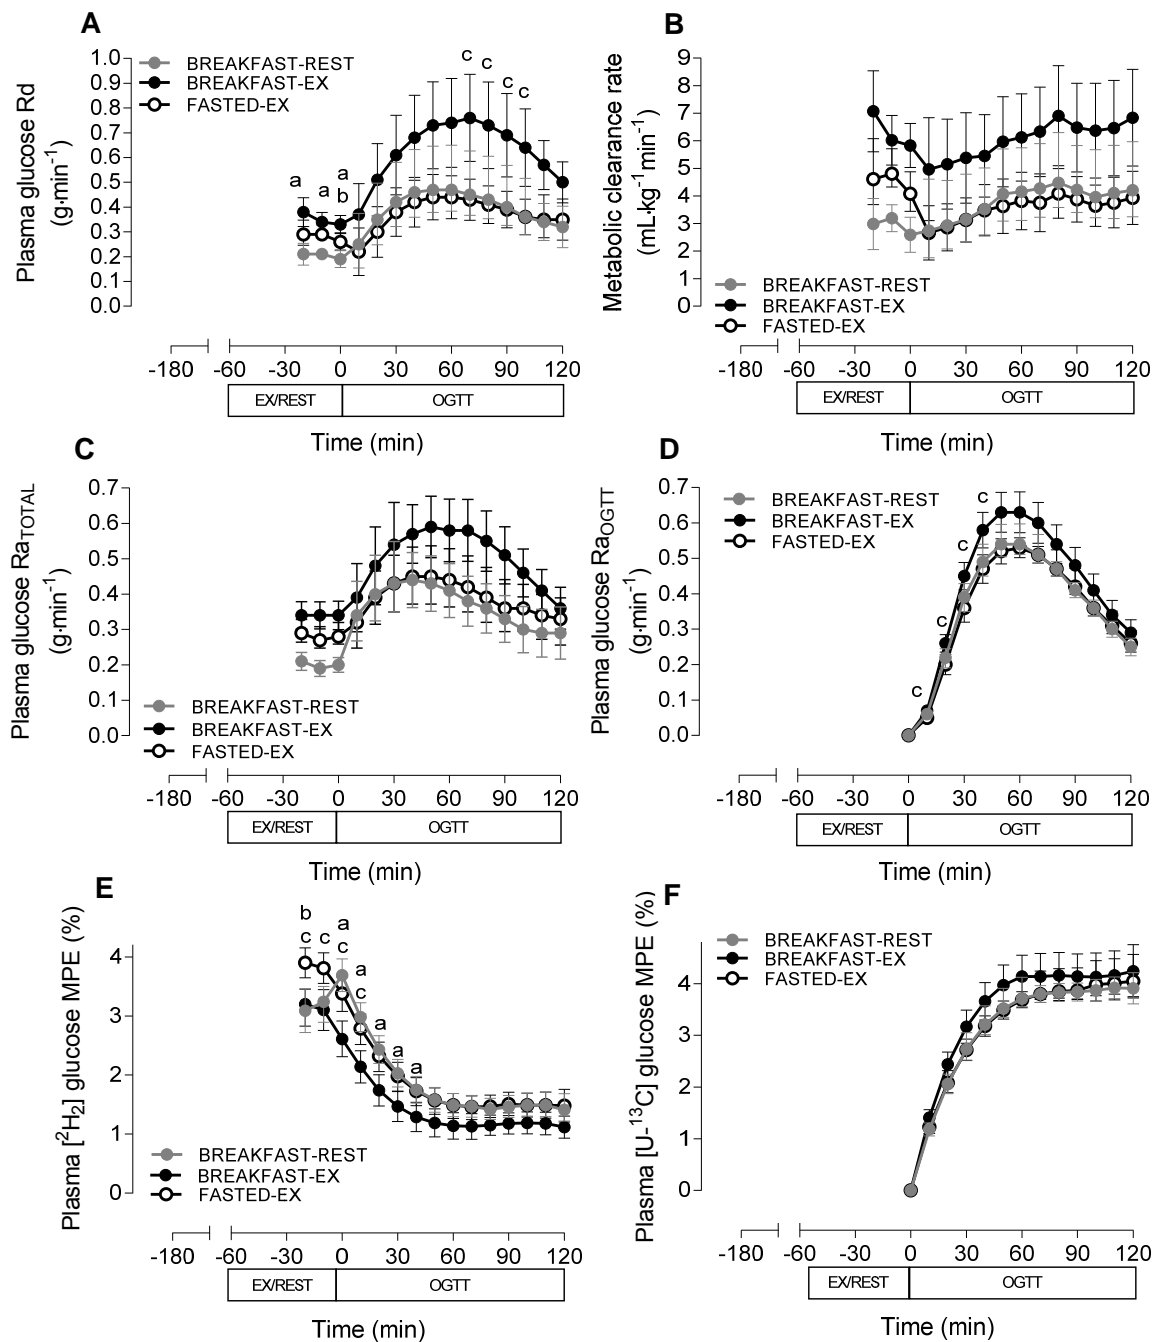 A
BREAKFAST-REST
BREAKFAST-EX
FASTED-EX
Plasma glucose Rd
(g·min⁻¹)
1.0
0.9
0.8
0.7
0.6
0.5
0.4
0.3
0.2
0.1
0.0
a a a
b
c c c c
-180 -60 -30 0 30 60 90 120
EX/REST OGTT
Time (min)
B
Metabolic clearance rate
(mL·kg⁻¹min⁻¹)
9
8
7
6
5
4
3
2
1
0
BREAKFAST-REST
BREAKFAST-EX
FASTED-EX
-180 -60 -30 0 30 60 90 120
EX/REST OGTT
Time (min)
C
Plasma glucose Ra_TOTAL
(g·min⁻¹)
0.7
0.6
0.5
0.4
0.3
0.2
0.1
0.0
BREAKFAST-REST
BREAKFAST-EX
FASTED-EX
-180 -60 -30 0 30 60 90 120
EX/REST OGTT
Time (min)
D
Plasma glucose Ra_OGTT
(g·min⁻¹)
0.7
0.6
0.5
0.4
0.3
0.2
0.1
0.0
BREAKFAST-REST
BREAKFAST-EX
FASTED-EX
c c c c
-180 -60 -30 0 30 60 90 120
EX/REST OGTT
Time (min)
E
Plasma [²H₂] glucose MPE (%)
4
3
2
1
0
b a
c c c a
c a a a
BREAKFAST-REST
BREAKFAST-EX
FASTED-EX
-180 -60 -30 0 30 60 90 120
EX/REST OGTT
Time (min)
F
Plasma [U-¹³C] glucose MPE (%)
4
3
2
1
0
BREAKFAST-REST
BREAKFAST-EX
FASTED-EX
-180 -60 -30 0 30 60 90 120
EX/REST OGTT
Time (min)